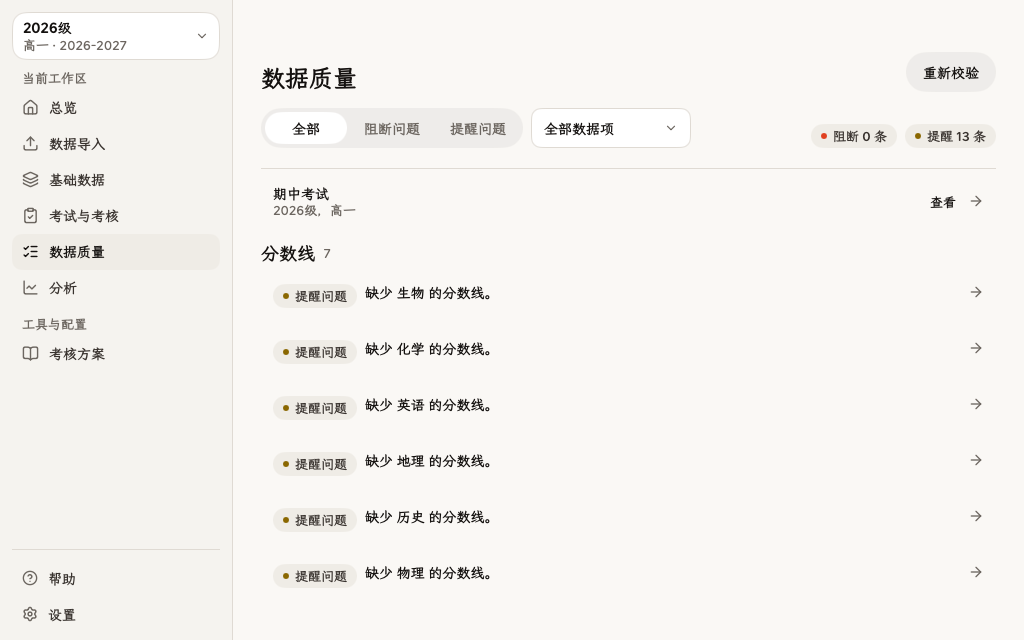 2026级
高一 · 2026-2027
当前工作区
总览
数据导入
基础数据
考试与考核
数据质量
分析
工具与配置
考核方案
帮助
设置
数据质量
重新校验
全部
阻断问题
提醒问题
全部数据项
阻断 0 条
提醒 13 条
期中考试
2026级，高一
查看
分数线 7
提醒问题 缺少 生物 的分数线。
提醒问题 缺少 化学 的分数线。
提醒问题 缺少 英语 的分数线。
提醒问题 缺少 地理 的分数线。
提醒问题 缺少 历史 的分数线。
提醒问题 缺少 物理 的分数线。